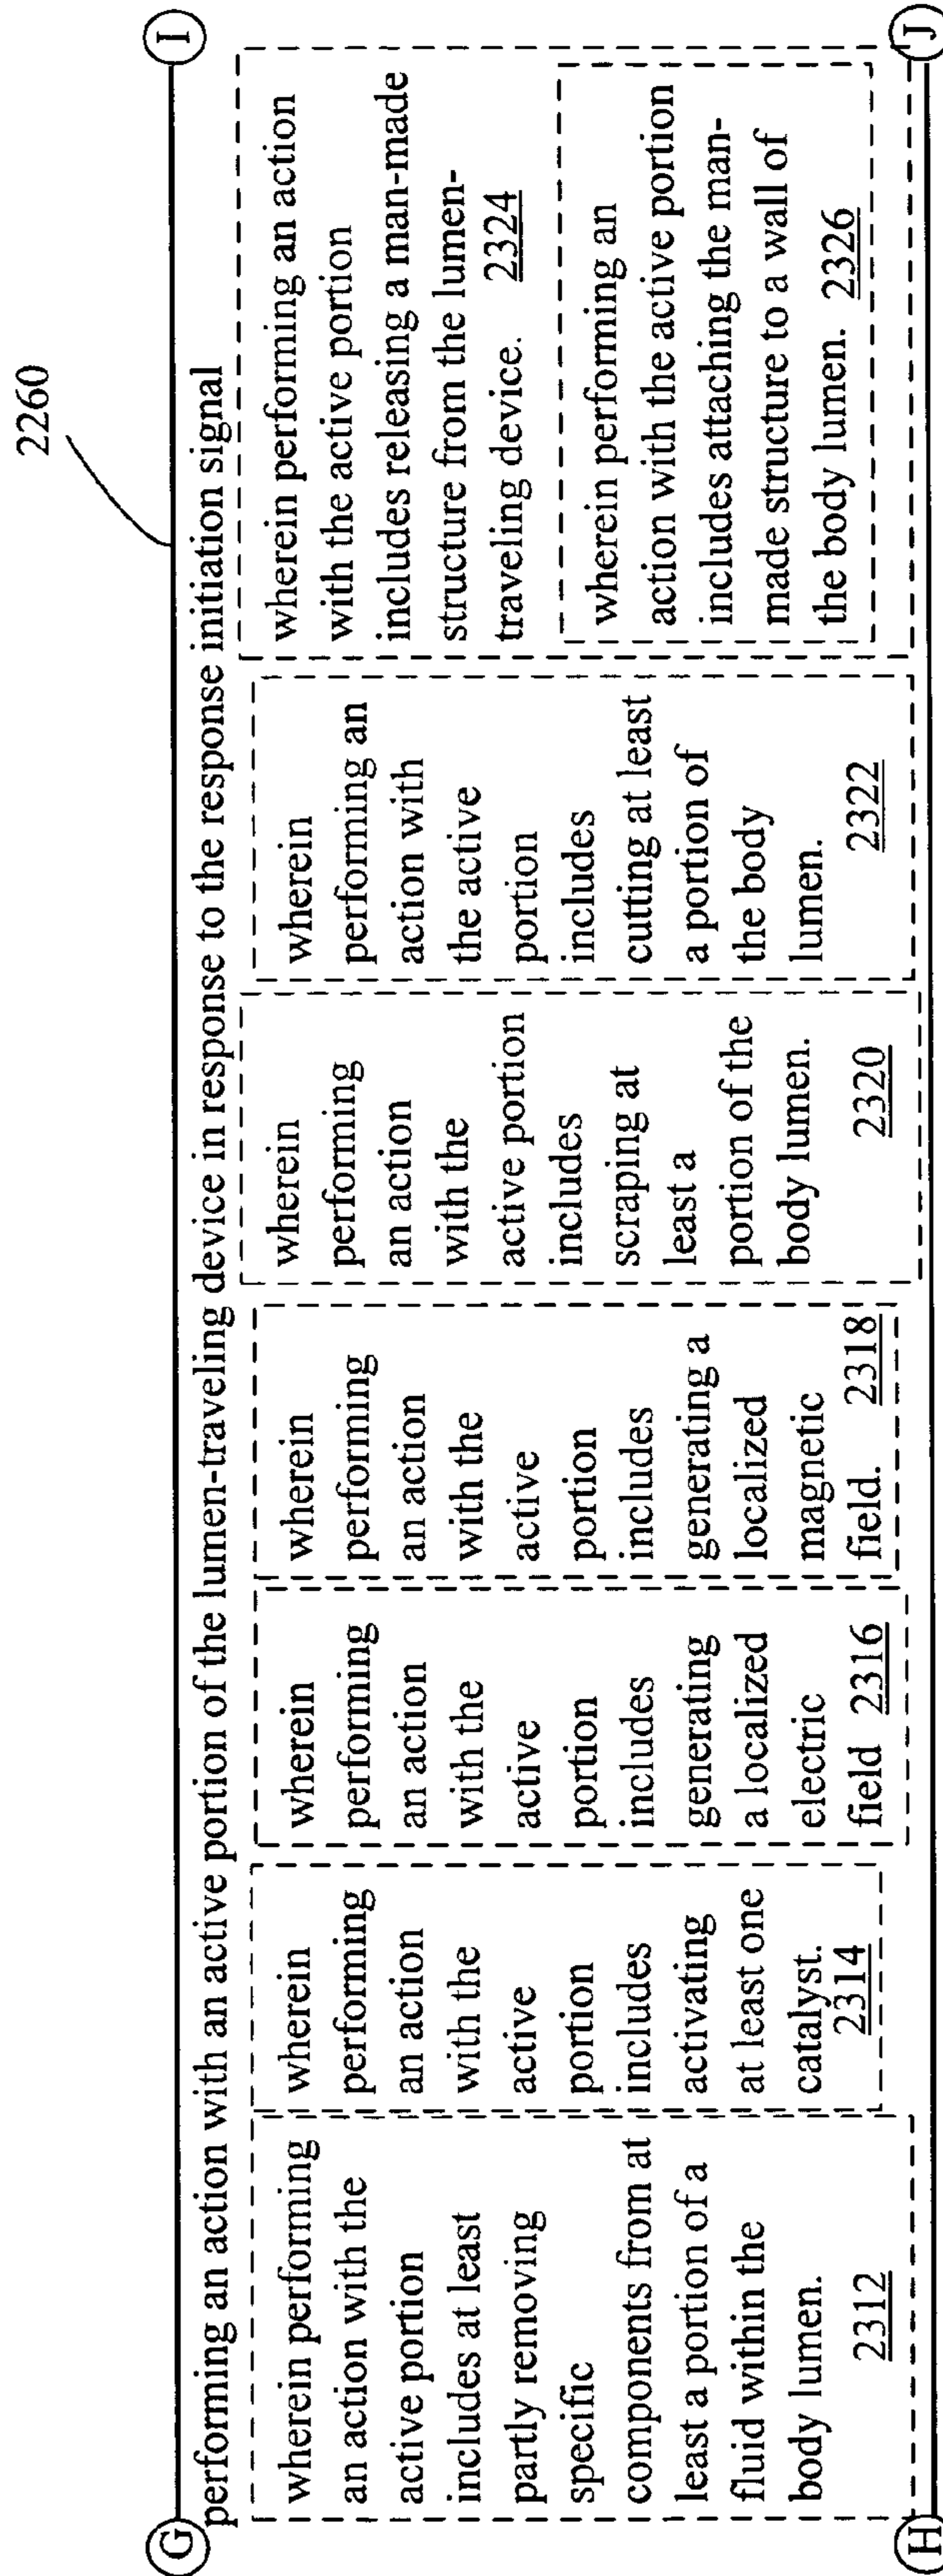 2260
G
I
performing an action with an active portion of the lumen-traveling device in response to the response initiation signal
wherein performing
an action with the
active portion
includes at least
partly removing
specific
components from at
least a portion of a
fluid within the
body lumen.
2312
wherein
performing
an action
with the
active
portion
includes
activating
at least one
catalyst.
2314
wherein
performing
an action
with the
active
portion
includes
generating
a localized
electric
field 2316
wherein
performing
an action
with the
active
portion
includes
generating a
localized
magnetic
field. 2318
wherein
performing
an action
with the
active portion
includes
scraping at
least a
portion of the
body lumen.
2320
wherein
performing an
action with
the active
portion
includes
cutting at least
a portion of
the body
lumen.
2322
wherein performing an action
with the active portion
includes releasing a man-made
structure from the lumen-
traveling device. 2324
wherein performing an
action with the active portion
includes attaching the man-
made structure to a wall of
the body lumen. 2326
H
J